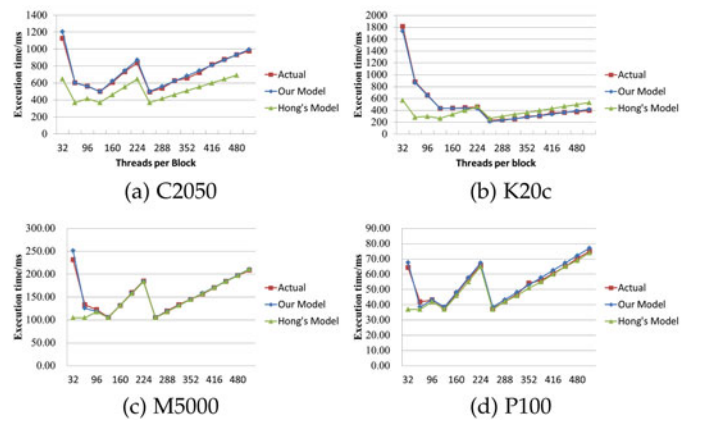 1400
1200
1000
800
600
400
200
0
Execution time/ms
32 96 160 224 288 352 416 480
Threads per Block
Actual
Our Model
Hong's Model
(a) C2050
2000
1800
1600
1400
1200
1000
800
600
400
200
0
Execution time/ms
32 96 160 224 288 352 416 480
Threads per block
Actual
Our Model
Hong's Model
(b) K20c
300.00
250.00
200.00
150.00
100.00
50.00
0.00
Execution time/ms
32 96 160 224 288 352 416 480
Actual
Our Model
Hong's Model
(c) M5000
90.00
80.00
70.00
60.00
50.00
40.00
30.00
20.00
10.00
0.00
Execution time/ms
32 96 160 224 288 352 416 480
Actual
Our Model
Hong's Model
(d) P100